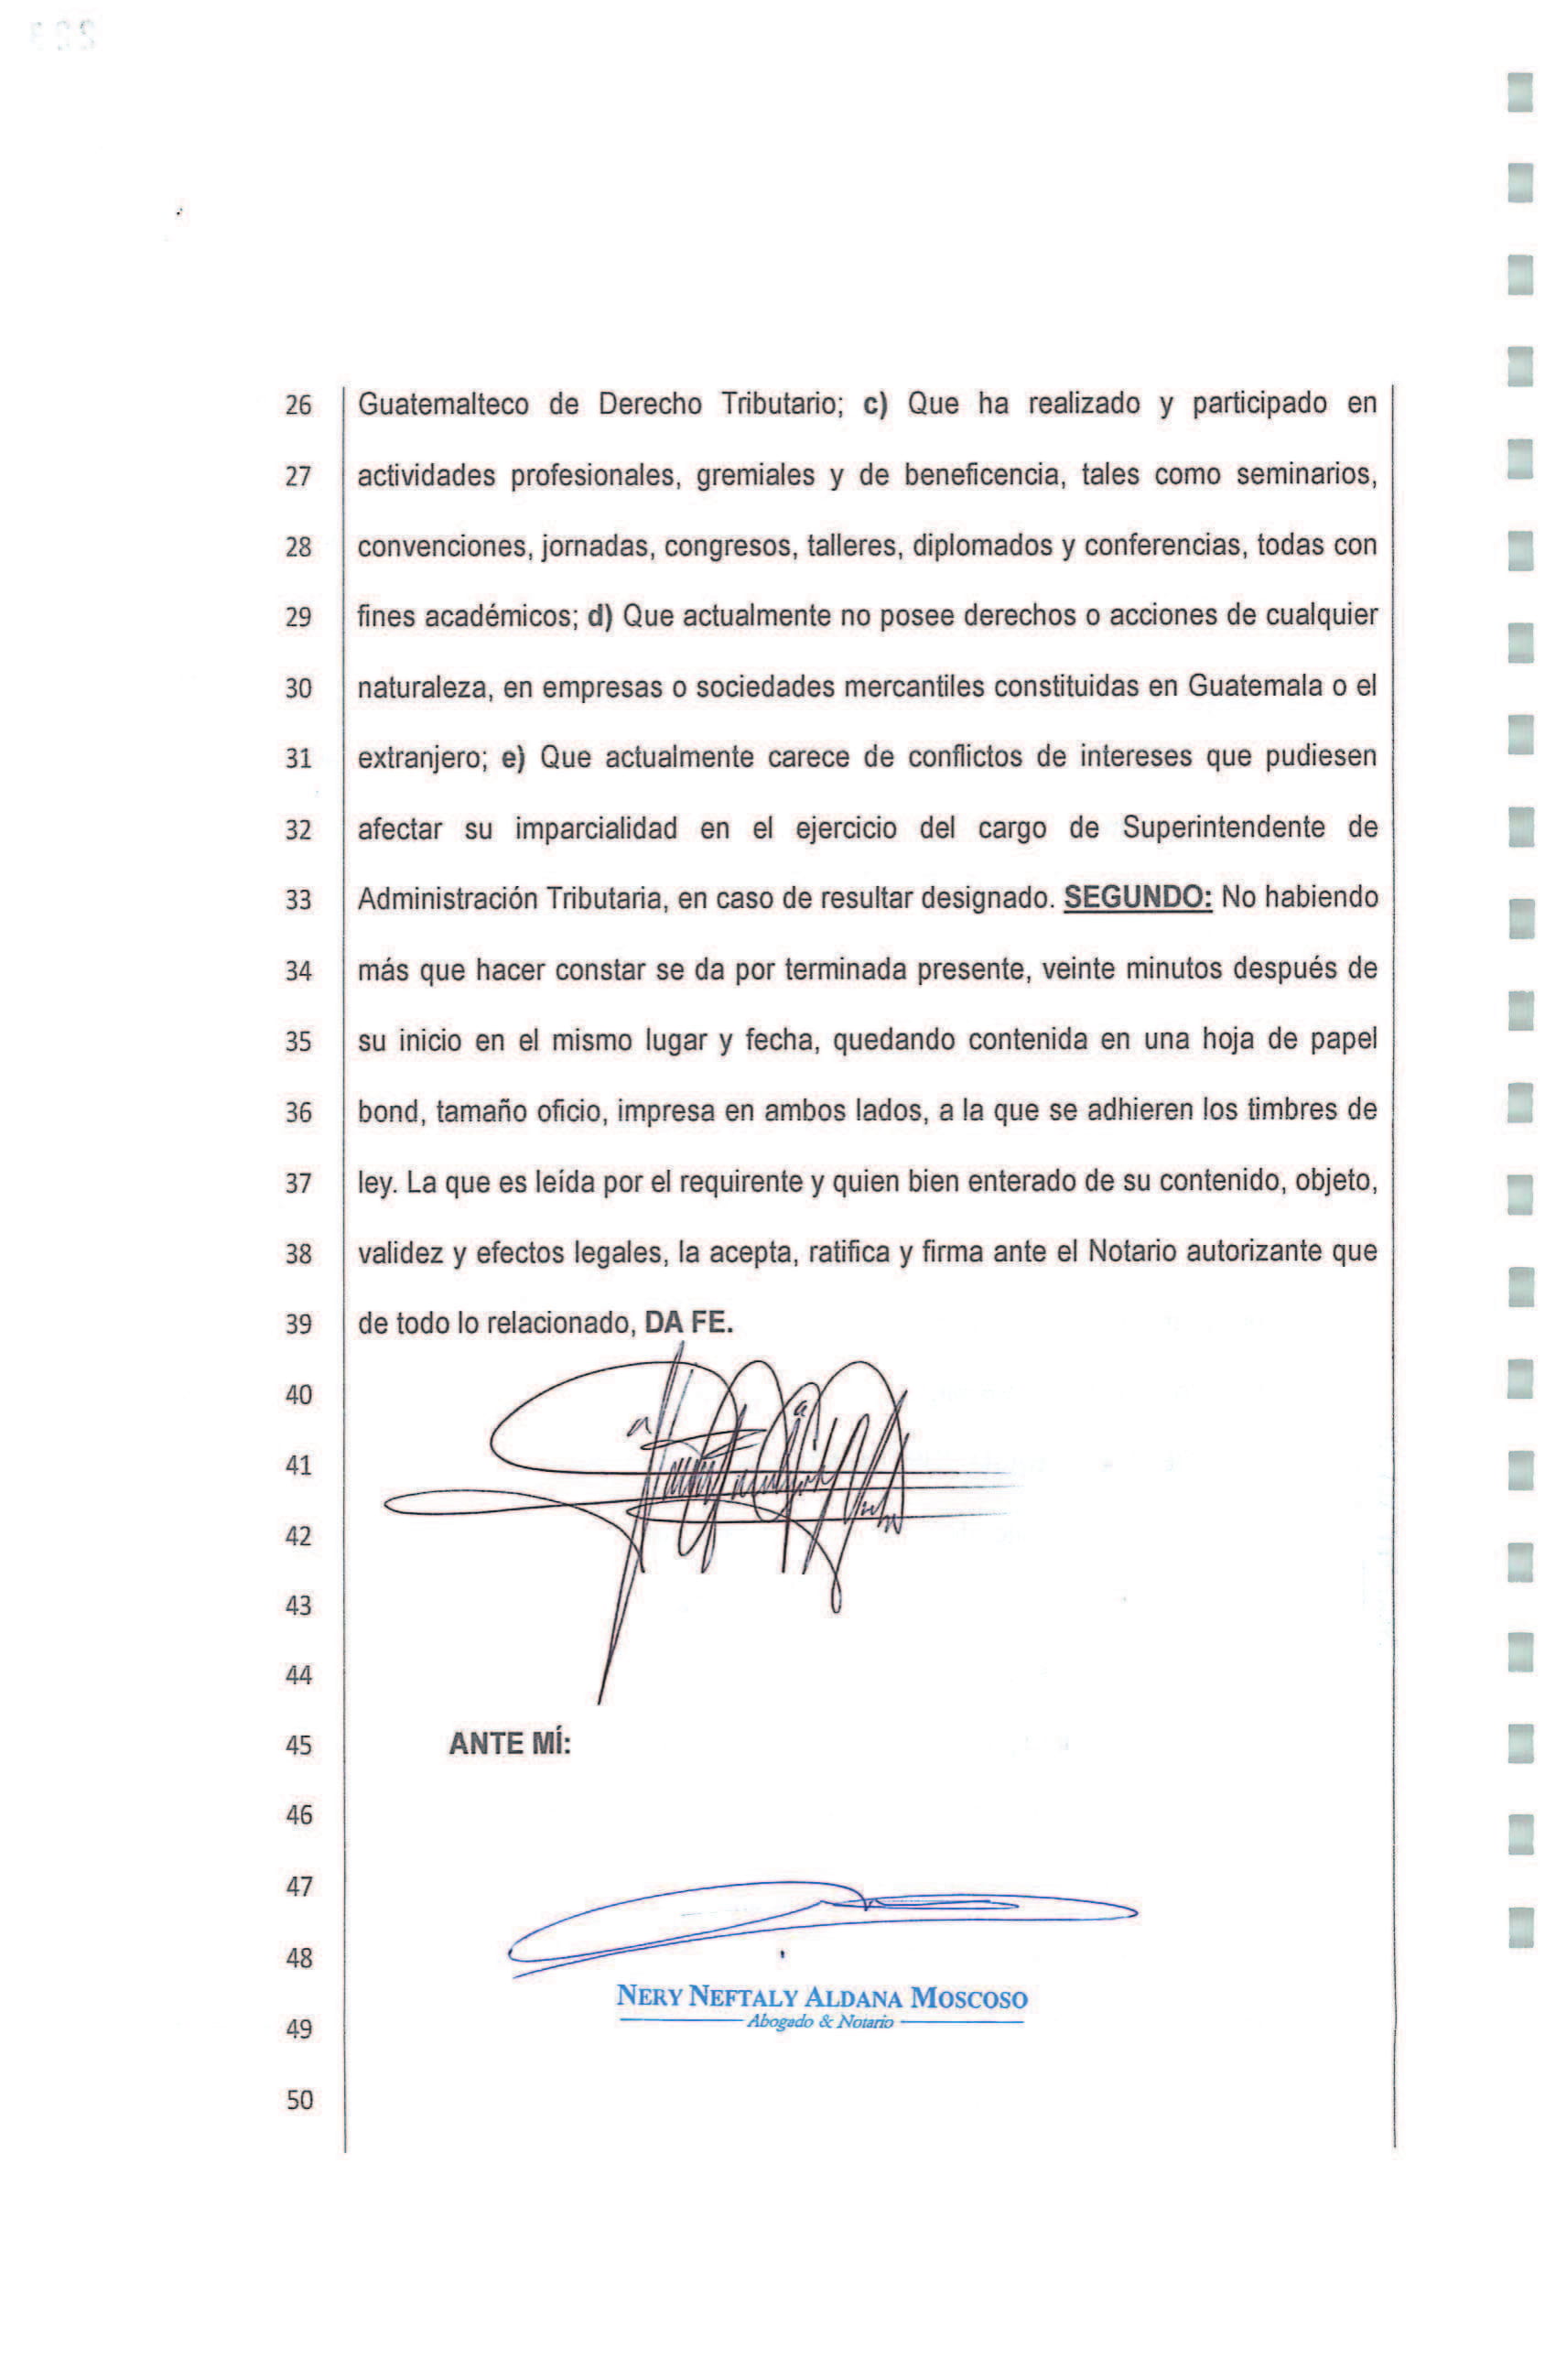 26 Guatemalteco de Derecho Tributario; c) Que ha realizado y participado en
27 actividades profesionales, gremiales y de beneficencia, tales como seminarios,
28 convenciones, jornadas, congresos, talleres, diplomados y conferencias, todas con
29 fines académicos; d) Que actualmente no posee derechos o acciones de cualquier
30 naturaleza, en empresas o sociedades mercantiles constituidas en Guatemala o el
31 extranjero; e) Que actualmente carece de conflictos de intereses que pudiesen
32 afectar su imparcialidad en el ejercicio del cargo de Superintendente de
33 Administración Tributaria, en caso de resultar designado. SEGUNDO: No habiendo
34 más que hacer constar se da por terminada presente, veinte minutos después de
35 su inicio en el mismo lugar y fecha, quedando contenida en una hoja de papel
36 bond, tamaño oficio, impresa en ambos lados, a la que se adhieren los timbres de
37 ley. La que es leída por el requirente y quien bien enterado de su contenido, objeto,
38 validez y efectos legales, la acepta, ratifica y firma ante el Notario autorizante que
39 de todo lo relacionado, DA FE.
40
41
42
43
44
45 ANTE MÍ:
46
47
48
NERY NEFTALY ALDANA MOSCOSO
49 Abogado & Notario
50